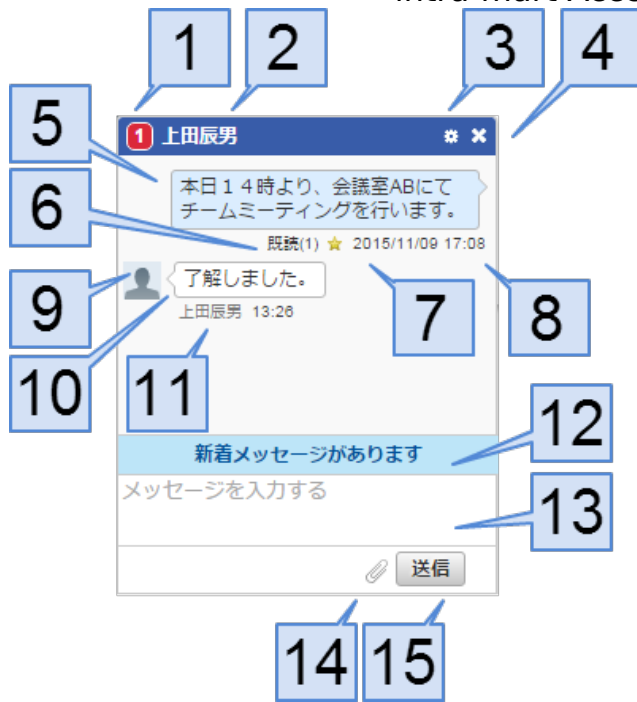 1
2
3
4
5
1 上田辰男
本日１４時より、会議室ABにて
チームミーティングを行います。
6
既読(1) 2015/11/09 17:08
9
了解しました。
上田辰男 13:26
7
8
10
11
12
新着メッセージがあります
メッセージを入力する
13
送信
14
15